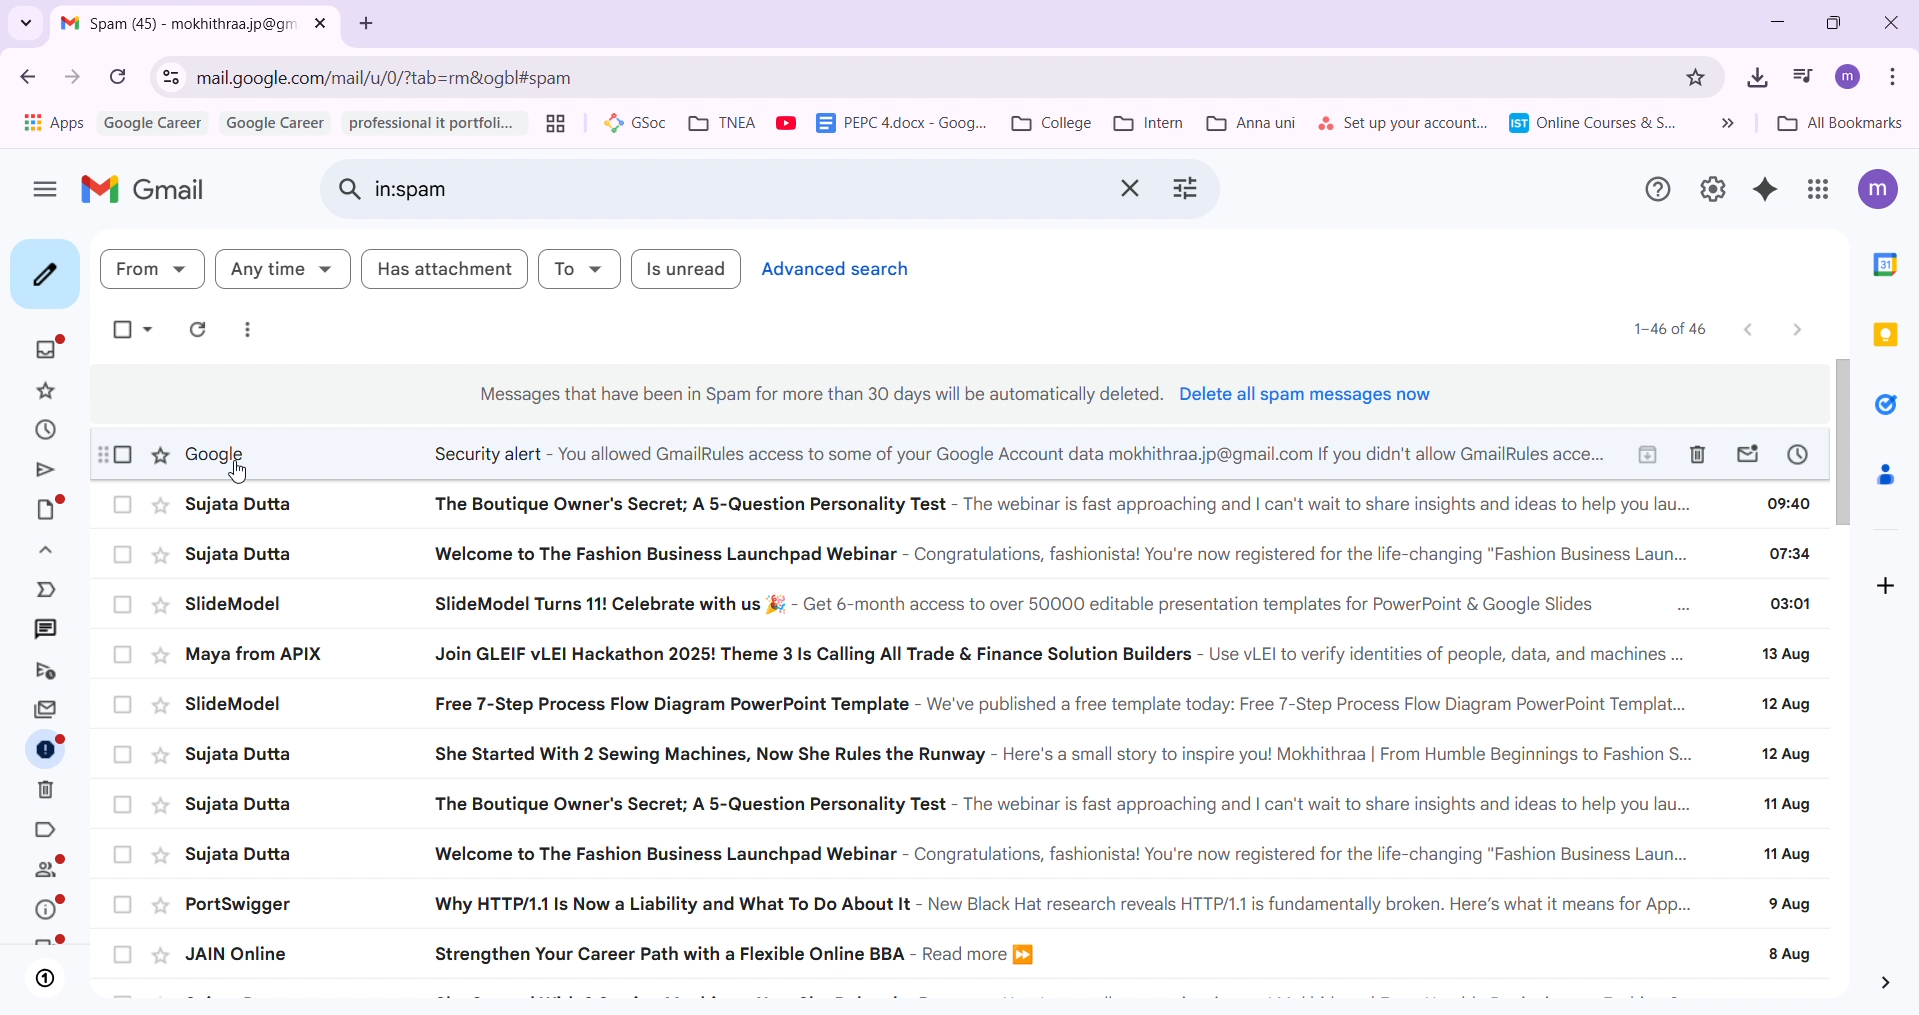 Spam (45) - mokhithraa.jp@gm
mail.google.com/mail/u/0/?tab=rm&ogbl#spam
m
Apps Google Career Google Career professional it portfoli... GSoc TNEA PEPC 4.docx - Goog... College Intern Anna uni Set up your account... IST Online Courses & S... » All Bookmarks
Gmail in:spam m
From Any time Has attachment To Is unread Advanced search
31
1–46 of 46
Messages that have been in Spam for more than 30 days will be automatically deleted. Delete all spam messages now
Google Security alert - You allowed GmailRules access to some of your Google Account data mokhithraa.jp@gmail.com If you didn't allow GmailRules acce...
Sujata Dutta The Boutique Owner's Secret; A 5-Question Personality Test - The webinar is fast approaching and I can't wait to share insights and ideas to help you lau... 09:40
Sujata Dutta Welcome to The Fashion Business Launchpad Webinar - Congratulations, fashionista! You're now registered for the life-changing "Fashion Business Laun... 07:34
SlideModel SlideModel Turns 11! Celebrate with us 🎉 - Get 6-month access to over 50000 editable presentation templates for PowerPoint & Google Slides ... 03:01
Maya from APIX Join GLEIF vLEI Hackathon 2025! Theme 3 Is Calling All Trade & Finance Solution Builders - Use vLEI to verify identities of people, data, and machines ... 13 Aug
SlideModel Free 7-Step Process Flow Diagram PowerPoint Template - We've published a free template today: Free 7-Step Process Flow Diagram PowerPoint Templat... 12 Aug
Sujata Dutta She Started With 2 Sewing Machines, Now She Rules the Runway - Here's a small story to inspire you! Mokhithraa | From Humble Beginnings to Fashion S... 12 Aug
Sujata Dutta The Boutique Owner's Secret; A 5-Question Personality Test - The webinar is fast approaching and I can't wait to share insights and ideas to help you lau... 11 Aug
Sujata Dutta Welcome to The Fashion Business Launchpad Webinar - Congratulations, fashionista! You're now registered for the life-changing "Fashion Business Laun... 11 Aug
PortSwigger Why HTTP/1.1 Is Now a Liability and What To Do About It - New Black Hat research reveals HTTP/1.1 is fundamentally broken. Here's what it means for App... 9 Aug
JAIN Online Strengthen Your Career Path with a Flexible Online BBA - Read more ⏩ 8 Aug